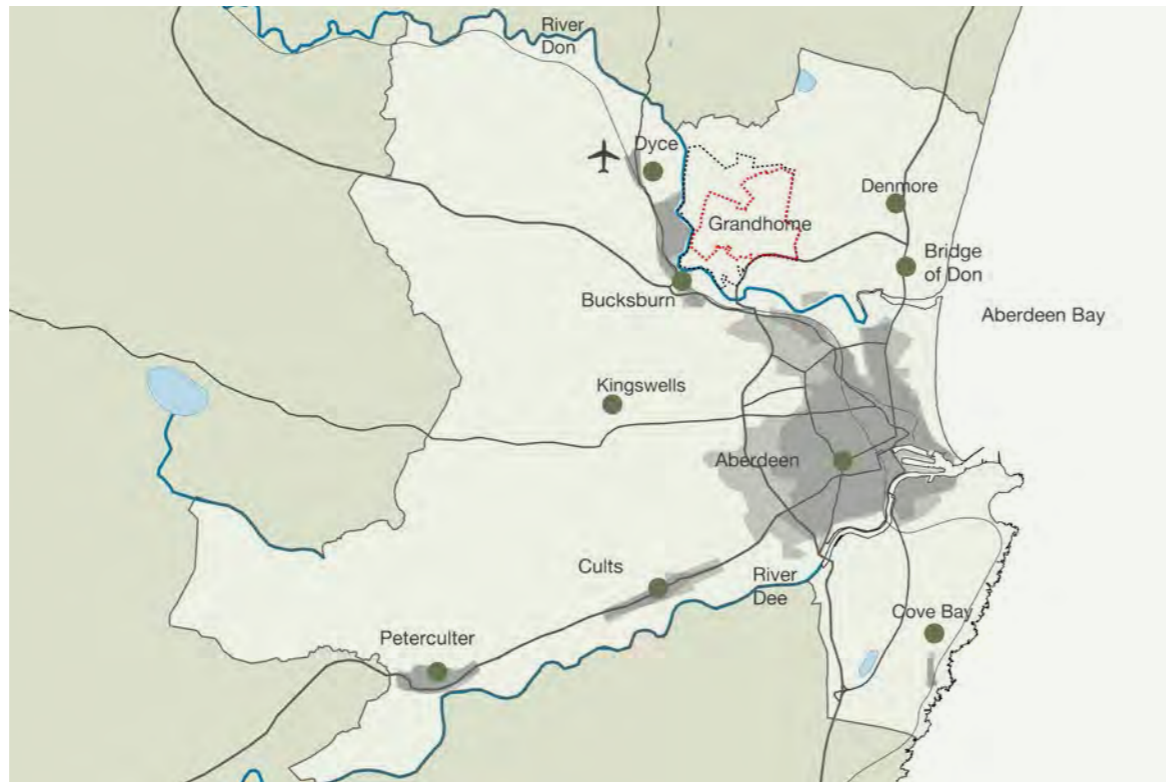 River
Don
Dyce
Denmore
Grandhome
Bridge
of Don
Bucksburn
Aberdeen Bay
Kingswells
Aberdeen
Cults
River
Dee
Cove Bay
Peterculter